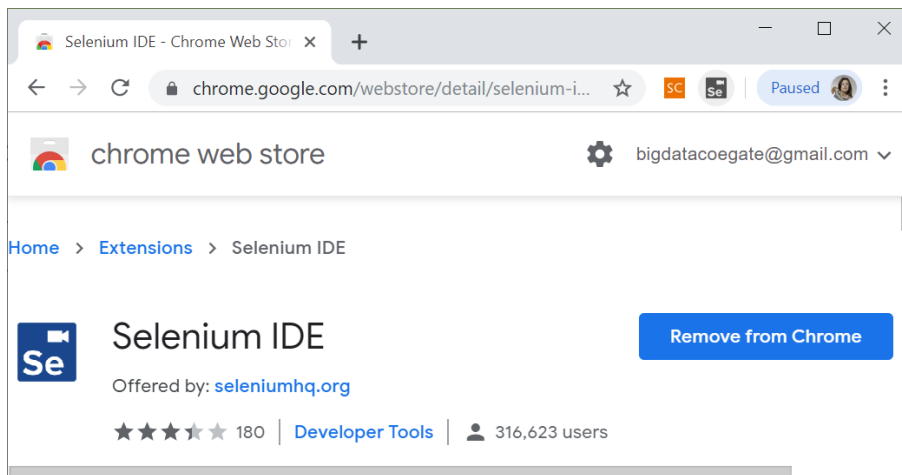 Selenium IDE - Chrome Web Stor
chrome.google.com/webstore/detail/selenium-i...
SC
Se
Paused
chrome web store
bigdatacoegate@gmail.com
Home > Extensions > Selenium IDE
Se
Selenium IDE
Remove from Chrome
Offered by: seleniumhq.org
180 | Developer Tools | 316,623 users